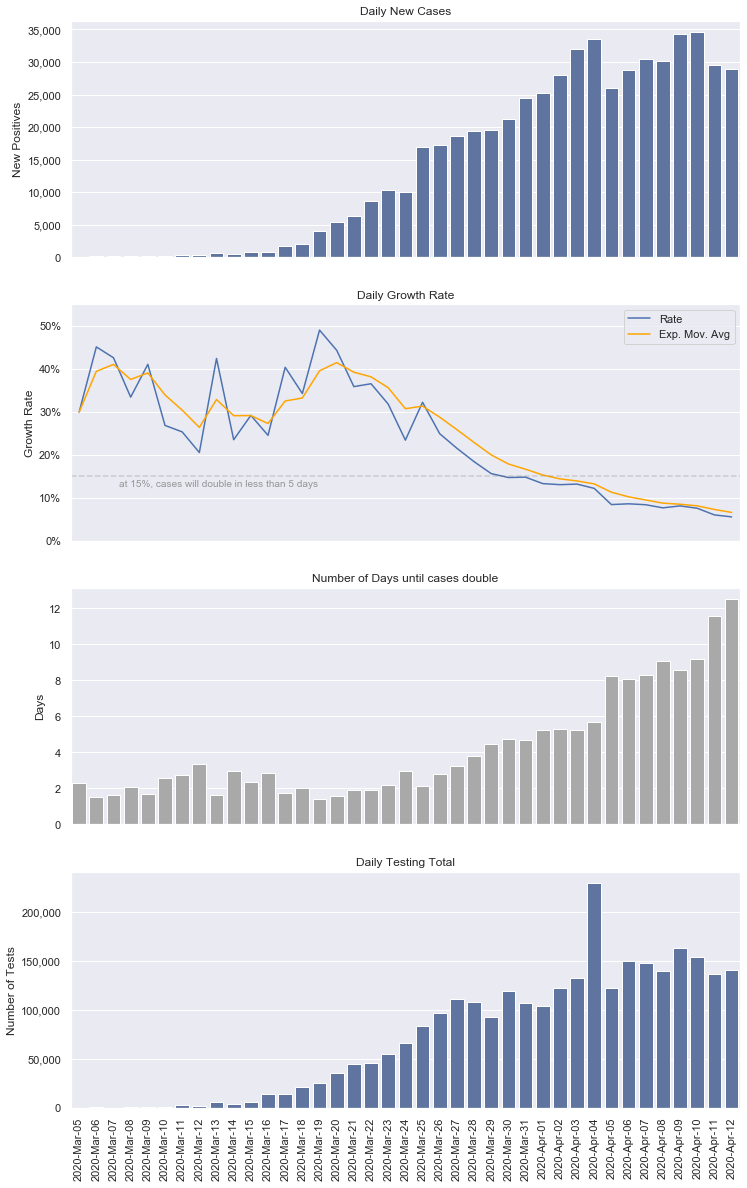 Daily New Cases
New Positives
35,000
30,000
25,000
20,000
15,000
10,000
5,000
0
Daily Growth Rate
Growth Rate
50%
40%
30%
20%
10%
0%
Rate
Exp. Mov. Avg
at 15%, cases will double in less than 5 days
Number of Days until cases double
Days
12
10
8
6
4
2
0
Daily Testing Total
Number of Tests
200,000
150,000
100,000
50,000
0
2020-Mar-05
2020-Mar-06
2020-Mar-07
2020-Mar-08
2020-Mar-09
2020-Mar-10
2020-Mar-11
2020-Mar-12
2020-Mar-13
2020-Mar-14
2020-Mar-15
2020-Mar-16
2020-Mar-17
2020-Mar-18
2020-Mar-19
2020-Mar-20
2020-Mar-21
2020-Mar-22
2020-Mar-23
2020-Mar-24
2020-Mar-25
2020-Mar-26
2020-Mar-27
2020-Mar-28
2020-Mar-29
2020-Mar-30
2020-Mar-31
2020-Apr-01
2020-Apr-02
2020-Apr-03
2020-Apr-04
2020-Apr-05
2020-Apr-06
2020-Apr-07
2020-Apr-08
2020-Apr-09
2020-Apr-10
2020-Apr-11
2020-Apr-12